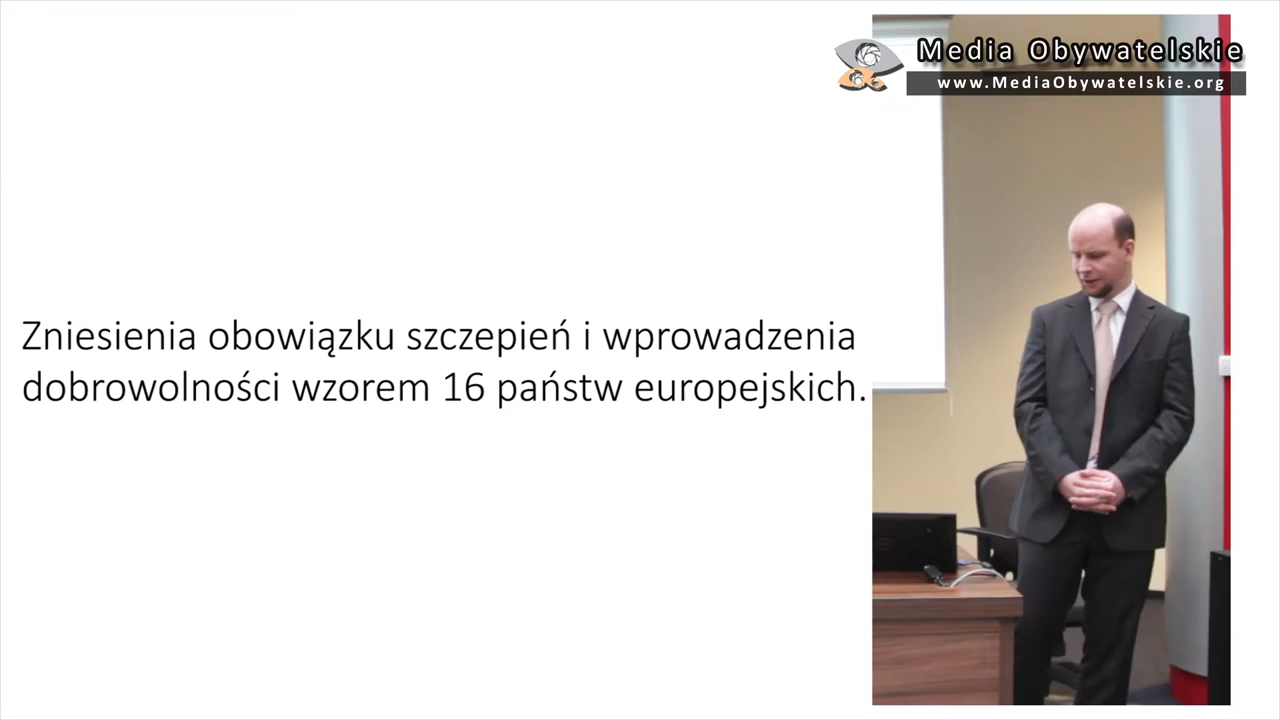 Media Obywatelskie
www.MediaObywatelskie.org
Zniesienia obowiązku szczepień i wprowadzenia
dobrowolności wzorem 16 państw europejskich.